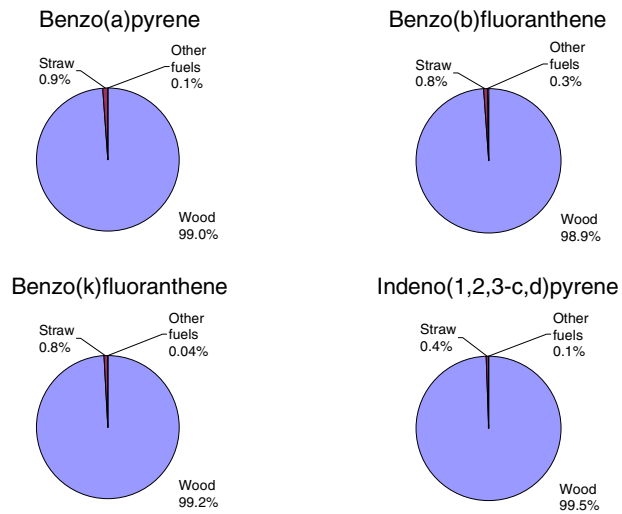 Benzo(a)pyrene
Straw
0.9%
Other
fuels
0.1%
Wood
99.0%
Benzo(b)fluoranthene
Straw
0.8%
Other
fuels
0.3%
Wood
98.9%
Benzo(k)fluoranthene
Straw
0.8%
Other
fuels
0.04%
Wood
99.2%
Indeno(1,2,3-c,d)pyrene
Straw
0.4%
Other
fuels
0.1%
Wood
99.5%